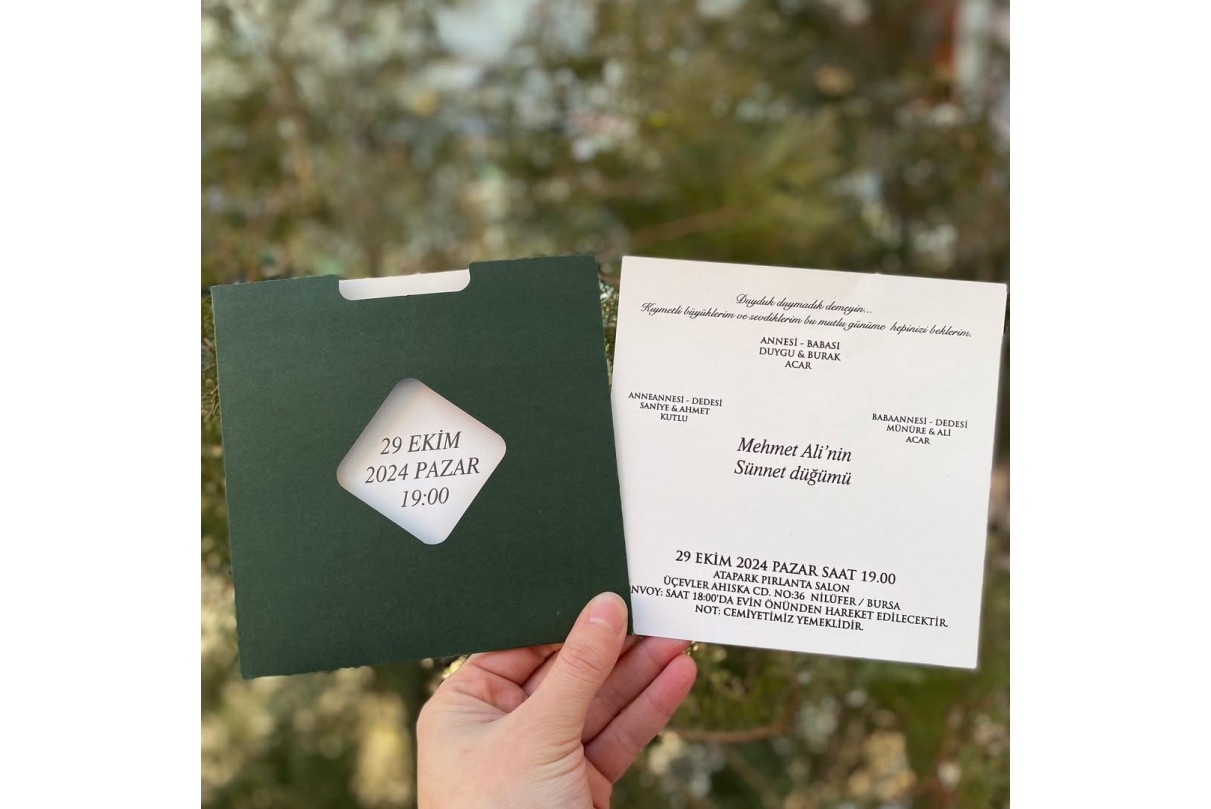 29 EKİM
2024 PAZAR
19:00
Duyduk duymadık demeyin...
Kıymetli büyüklerim ve sevdiklerim bu mutlu günüme hepinizi beklerim.
ANNESİ - BABASI
DUYGU & BURAK
ACAR
ANNEANNESİ - DEDESİ
SANİYE & AHMET
KUTLU
BABAANNESİ - DEDESİ
MÜNÜRE & ALİ
ACAR
Mehmet Ali'nin
Sünnet düğümü
29 EKİM 2024 PAZAR SAAT 19.00
ATAPARK PIRLANTA SALON
ÜÇEVLER AHISKA CD. NO:36 NİLÜFER / BURSA
NVOY: SAAT 18:00'DA EVİN ÖNÜNDEN HAREKET EDİLECEKTİR
NOT: CEMİYETİMİZ YEMEKLİDİR